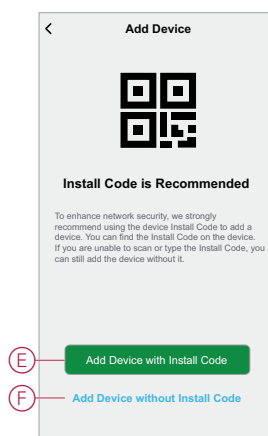 Add Device
Install Code is Recommended
To enhance network security, we strongly
recommend using the device Install Code to add a
device. You can find the Install Code on the device.
If you are unable to scan or type the Install Code, you
can still add the device without it.
E Add Device with Install Code
F Add Device without Install Code